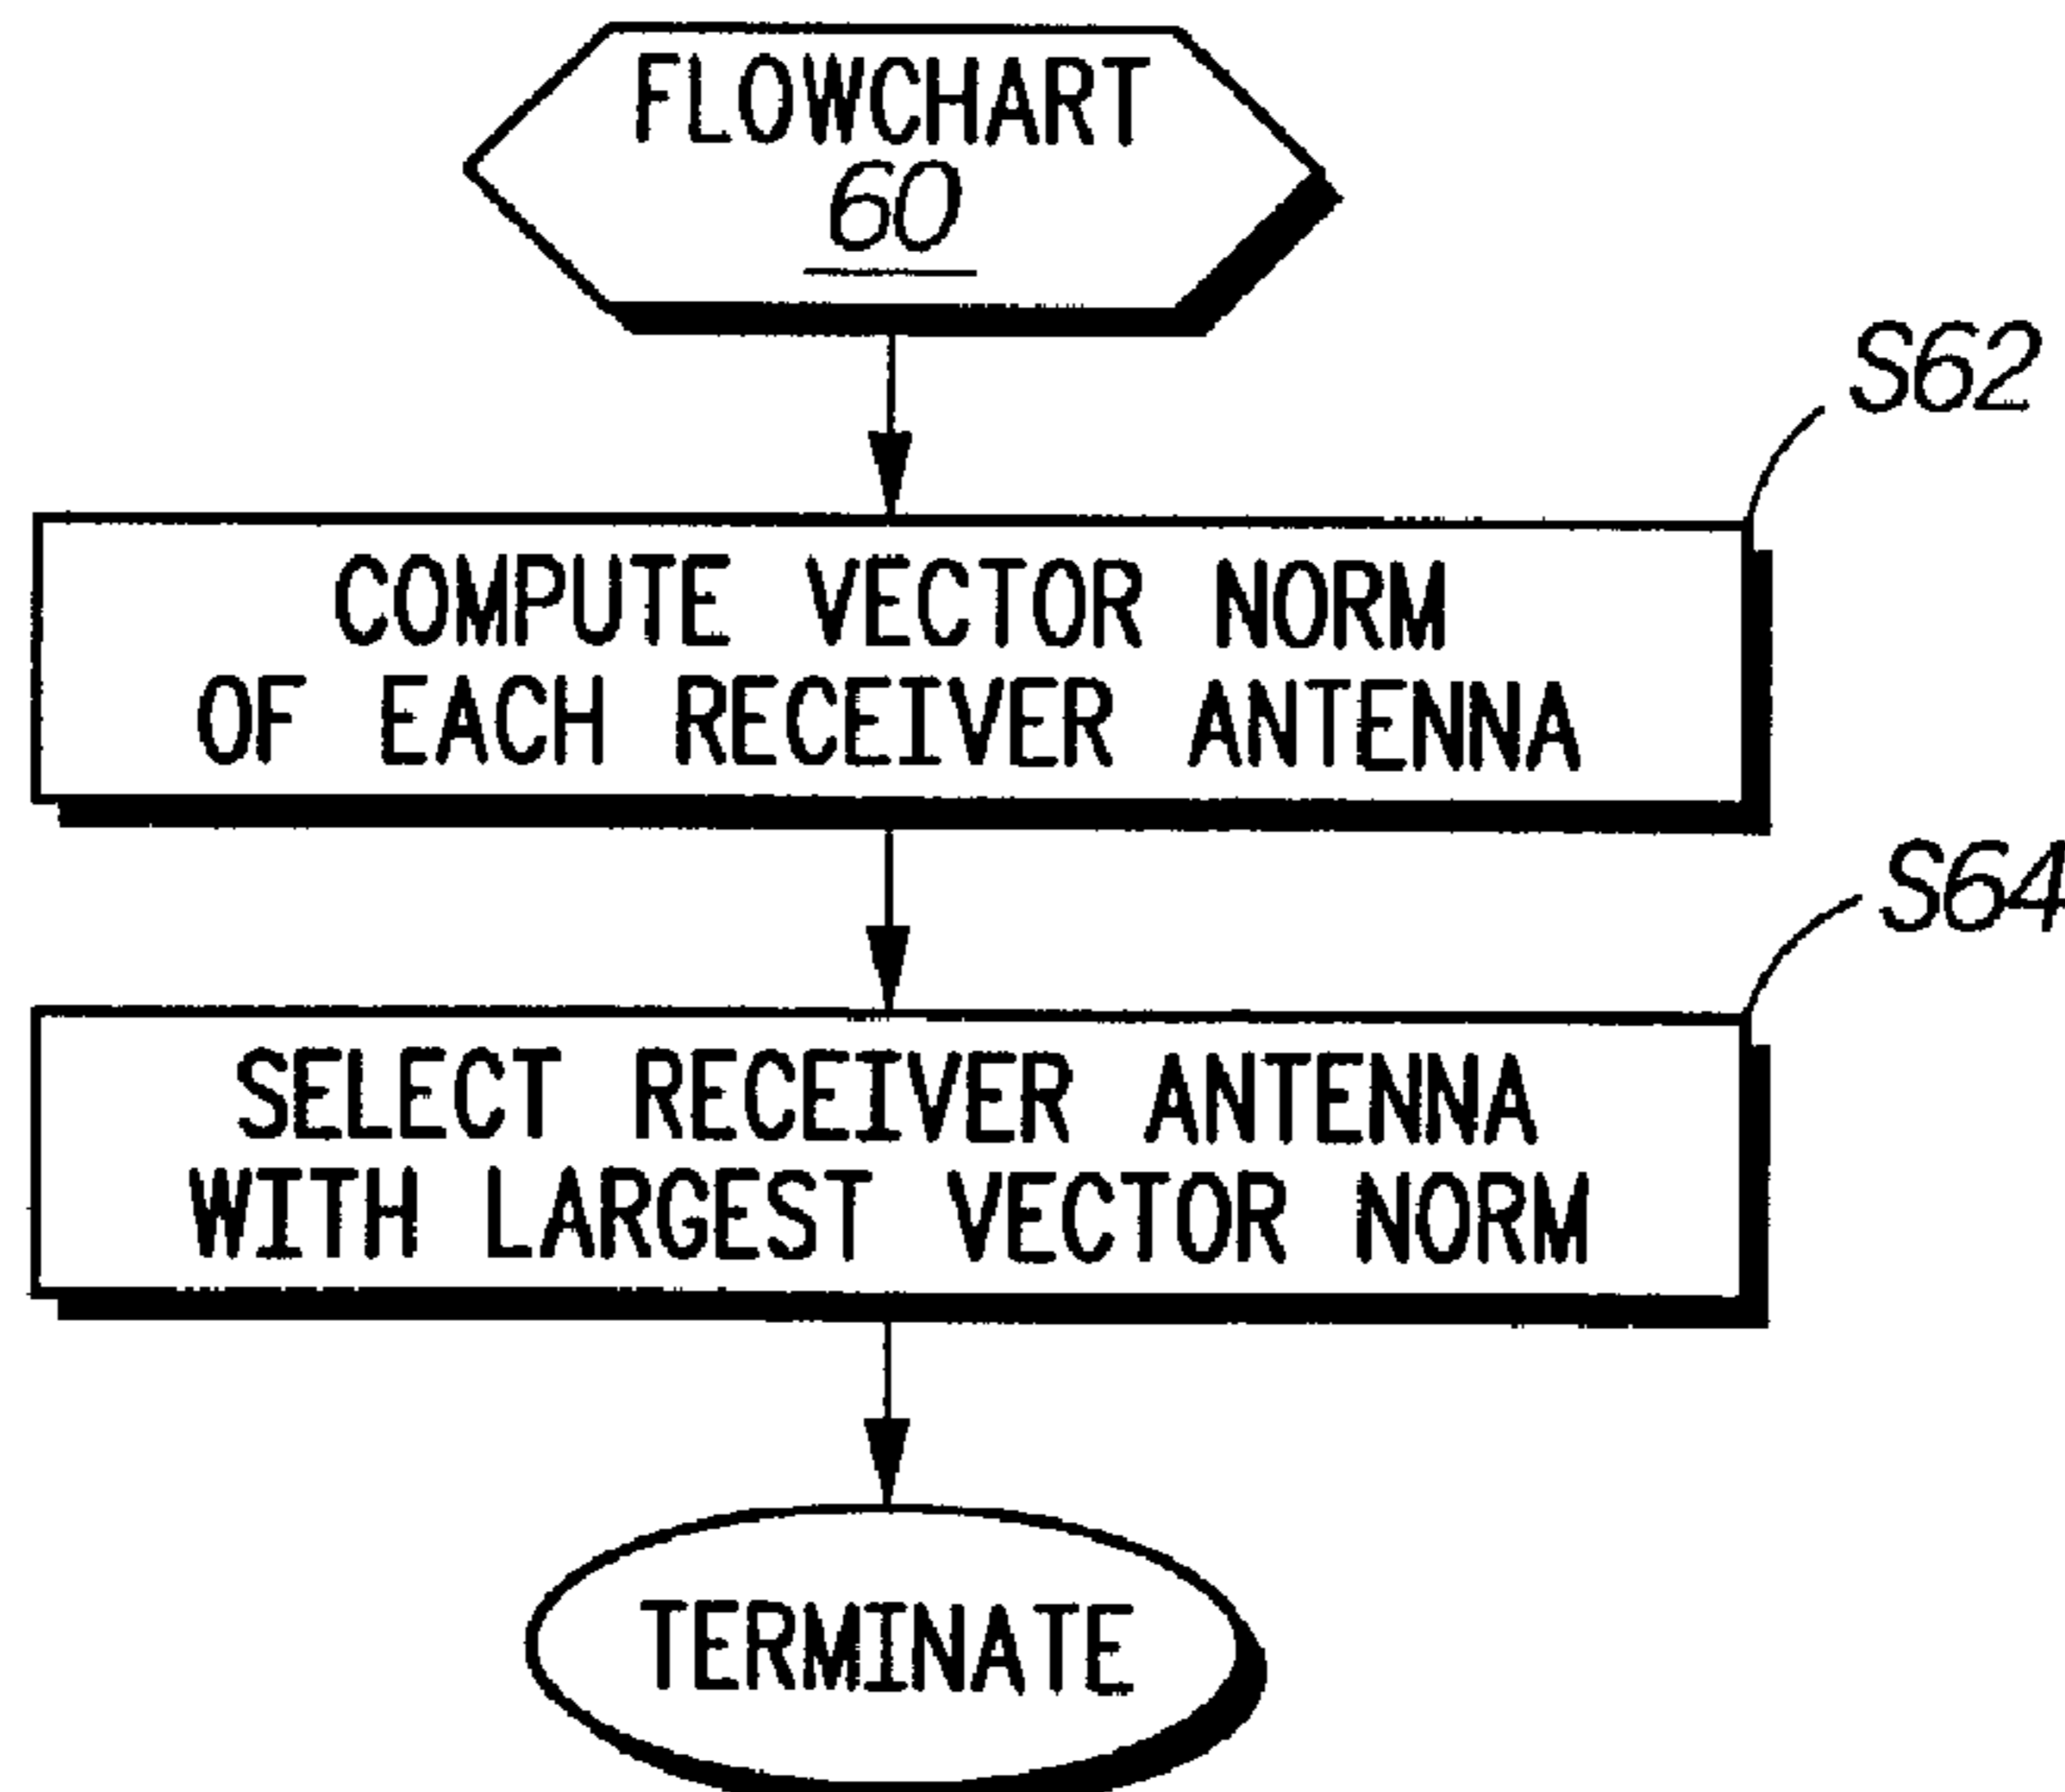 FLOWCHART
60
S62
COMPUTE VECTOR NORM
OF EACH RECEIVER ANTENNA
S64
SELECT RECEIVER ANTENNA
WITH LARGEST VECTOR NORM
TERMINATE